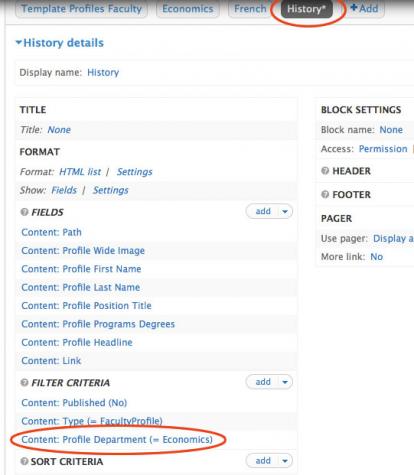 Template Profiles Faculty Economics French History* + Add
History details
Display name: History
TITLE
Title: None
FORMAT
Format: HTML list | Settings
Show: Fields | Settings
FIELDS add
Content: Path
Content: Profile Wide Image
Content: Profile First Name
Content: Profile Last Name
Content: Profile Position Title
Content: Profile Programs Degrees
Content: Profile Headline
Content: Link
FILTER CRITERIA add
Content: Published (No)
Content: Type (= FacultyProfile)
Content: Profile Department (= Economics)
SORT CRITERIA add
BLOCK SETTINGS
Block name: None
Access: Permission |
HEADER
FOOTER
PAGER
Use pager: Display a
More link: No